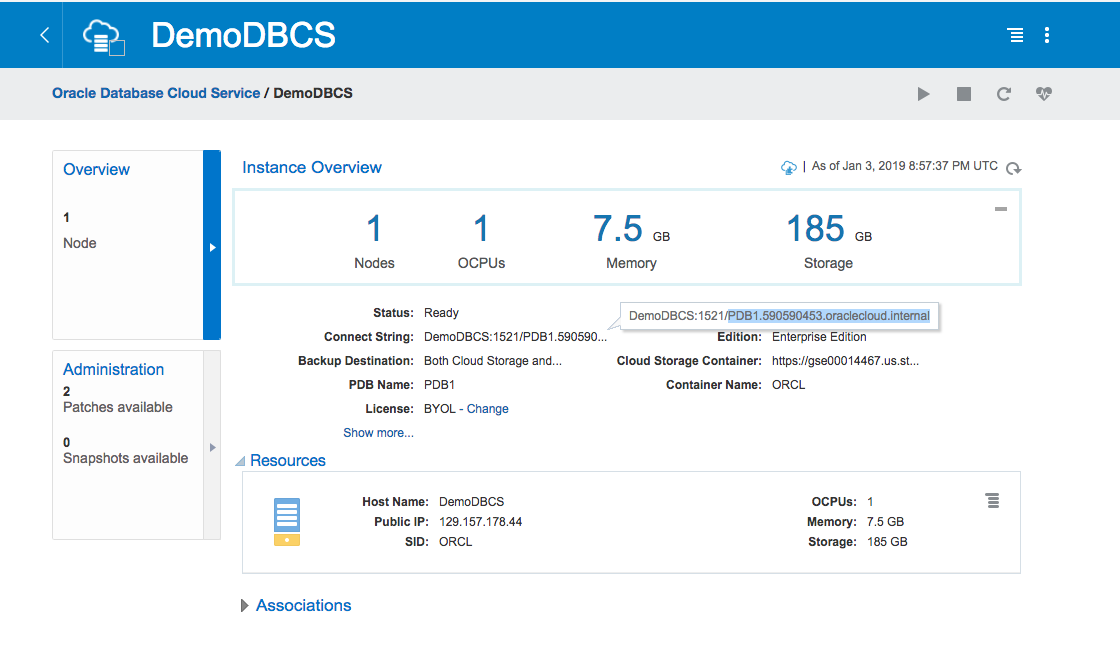 DemoDBCS
Oracle Database Cloud Service / DemoDBCS
Overview
1
Node
Administration
2
Patches available
0
Snapshots available
Instance Overview
| As of Jan 3, 2019 8:57:37 PM UTC
1 1 7.5 GB 185 GB
Nodes OCPUs Memory Storage
DemoDBCS:1521/PDB1.590590453.oraclecloud.internal
Status: Ready
Connect String: DemoDBCS:1521/PDB1.590590... Edition: Enterprise Edition
Backup Destination: Both Cloud Storage and... Cloud Storage Container: https://gse00014467.us.st...
PDB Name: PDB1 Container Name: ORCL
License: BYOL - Change
Show more...
Resources
Host Name: DemoDBCS OCPUs: 1
Public IP: 129.157.178.44 Memory: 7.5 GB
SID: ORCL Storage: 185 GB
Associations